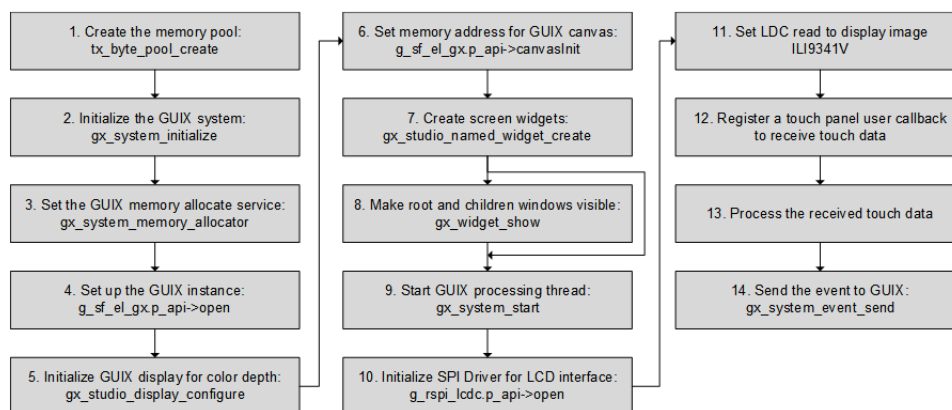 1. Create the memory pool:
tx_byte_pool_create
2. Initialize the GUIX system:
gx_system_initialize
3. Set the GUIX memory allocate service:
gx_system_memory_allocator
4. Set up the GUIX instance:
g_sf_el_gx.p_api->open
5. Initialize GUIX display for color depth:
gx_studio_display_configure
6. Set memory address for GUIX canvas:
g_sf_el_gx.p_api->canvasInit
7. Create screen widgets:
gx_studio_named_widget_create
8. Make root and children windows visible:
gx_widget_show
9. Start GUIX processing thread:
gx_system_start
10. Initialize SPI Driver for LCD interface:
g_rspi_lcdc.p_api->open
11. Set LDC read to display image
ILI9341V
12. Register a touch panel user callback
to receive touch data
13. Process the received touch data
14. Send the event to GUIX:
gx_system_event_send